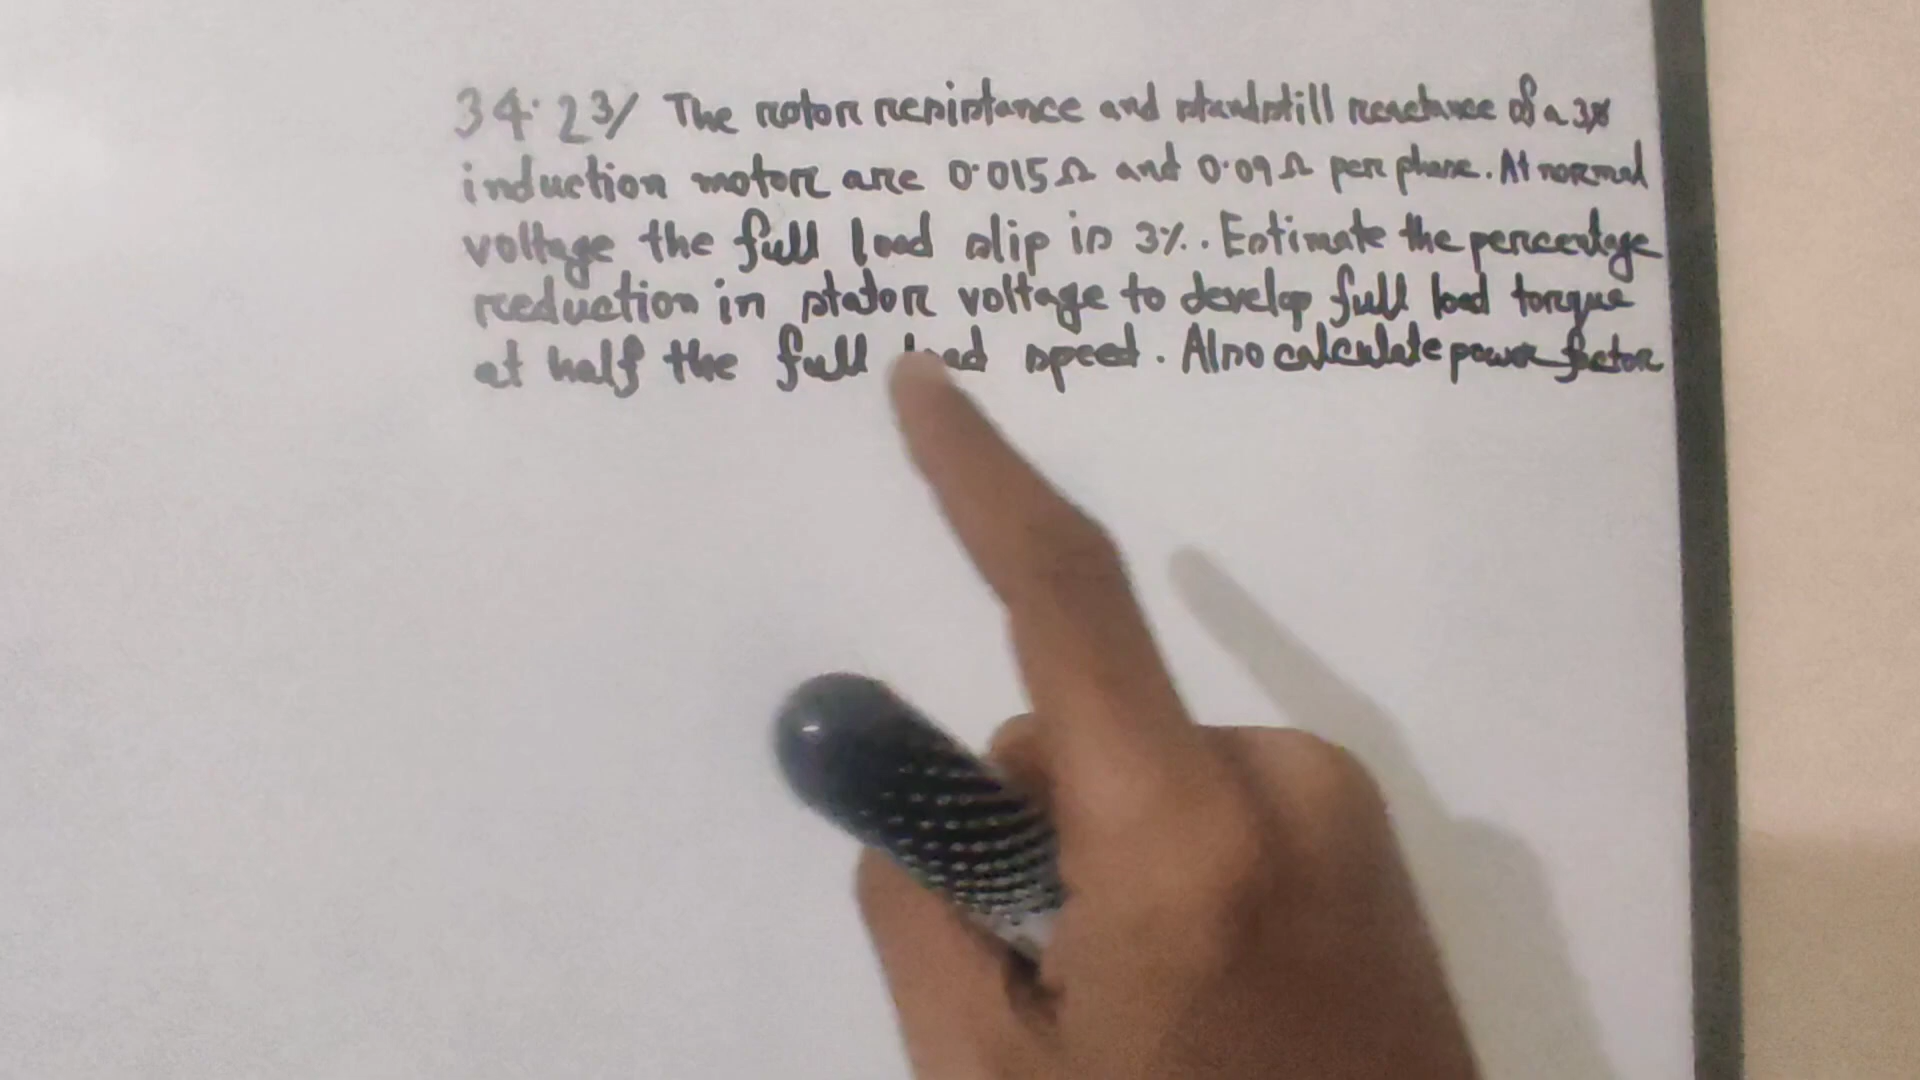 34.23/ The rotor resistance and standstill reactance of a 3φ
induction motor are 0.015Ω and 0.09Ω per phase. At normal
voltage the full load slip is 3%. Estimate the percentage
reduction in stator voltage to develop full load torque
at half the full load speed. Also calculate power factor